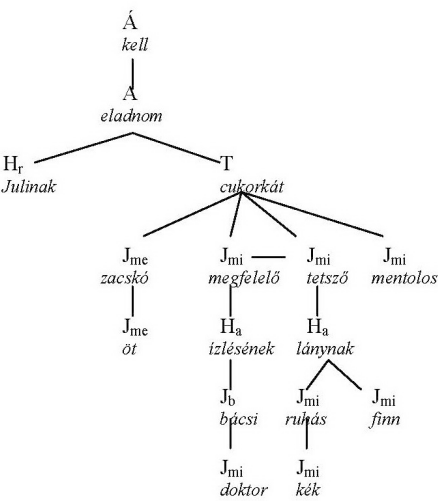 Á
kell
A
eladnom
Hr T
Julinak cukorkát
Jme Jmi Jmi Jmi
zacskó megfelelő tetsző mentolos
Jme Ha Ha
öt ízlésének lánynak
Jb Jmi Jmi
bácsi ruhás finn
Jmi Jmi
doktor kék